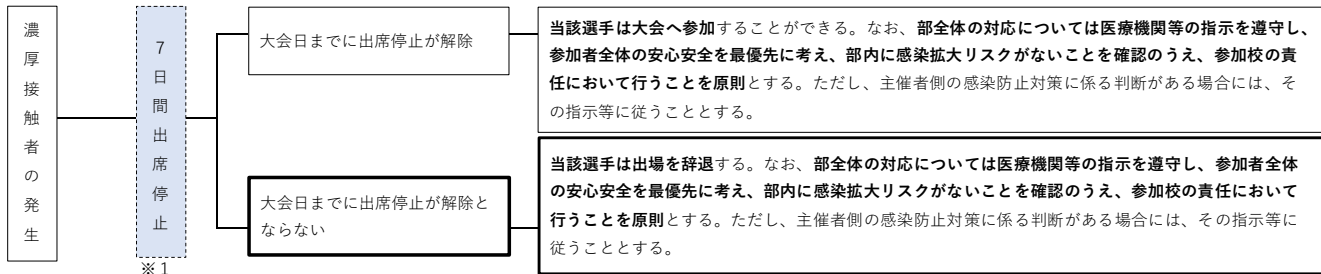 濃厚接触者の発生
7日間出席停止
※1
大会日までに出席停止が解除
当該選手は大会へ参加することができる。なお、部全体の対応については医療機関等の指示を遵守し、
参加者全体の安心安全を最優先に考え、部内に感染拡大リスクがないことを確認のうえ、参加校の責
任において行うことを原則とする。ただし、主催者側の感染防止対策に係る判断がある場合には、そ
の指示等に従うこととする。
大会日までに出席停止が解除と
ならない
当該選手は出場を辞退する。なお、部全体の対応については医療機関等の指示を遵守し、参加者全体
の安心安全を最優先に考え、部内に感染拡大リスクがないことを確認のうえ、参加校の責任において
行うことを原則とする。ただし、主催者側の感染防止対策に係る判断がある場合には、その指示等に
従うこととする。